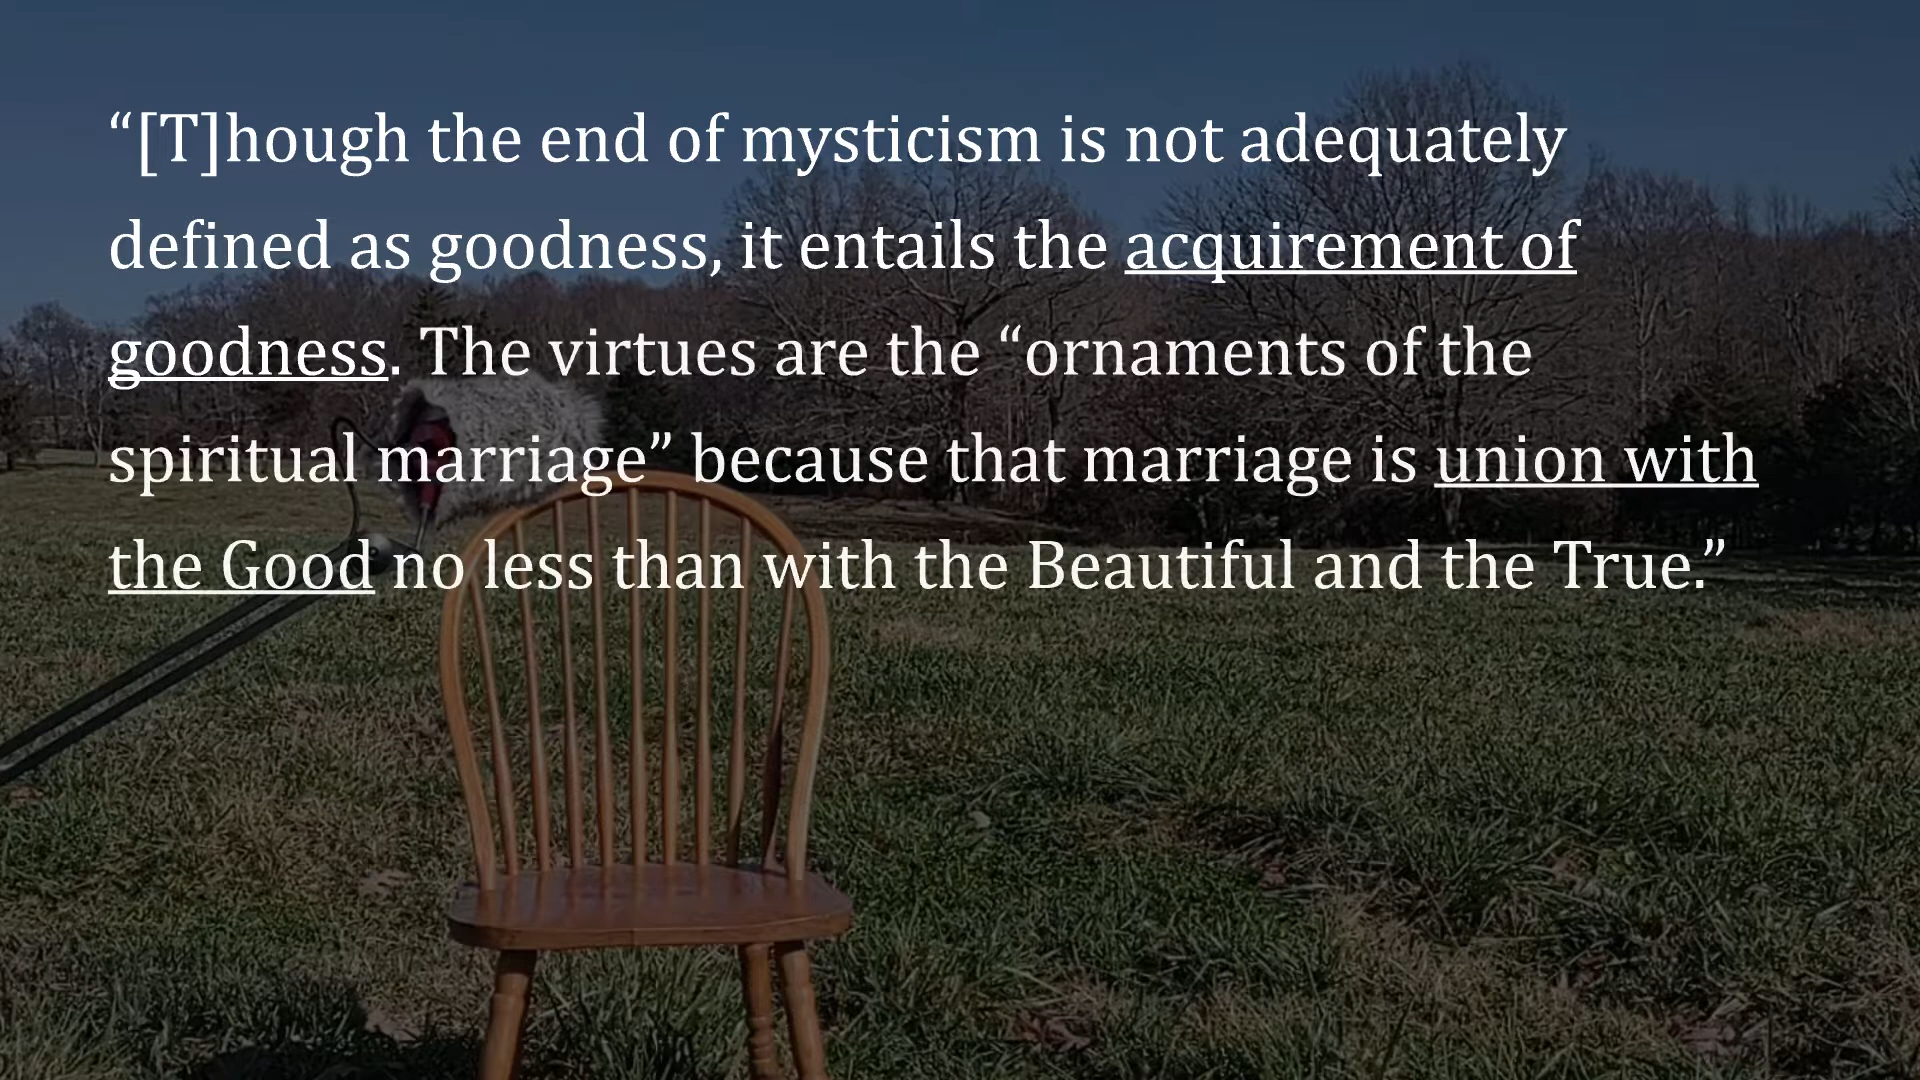 “[T]hough the end of mysticism is not adequately
defined as goodness, it entails the acquirement of
goodness. The virtues are the “ornaments of the
spiritual marriage” because that marriage is union with
the Good no less than with the Beautiful and the True.”